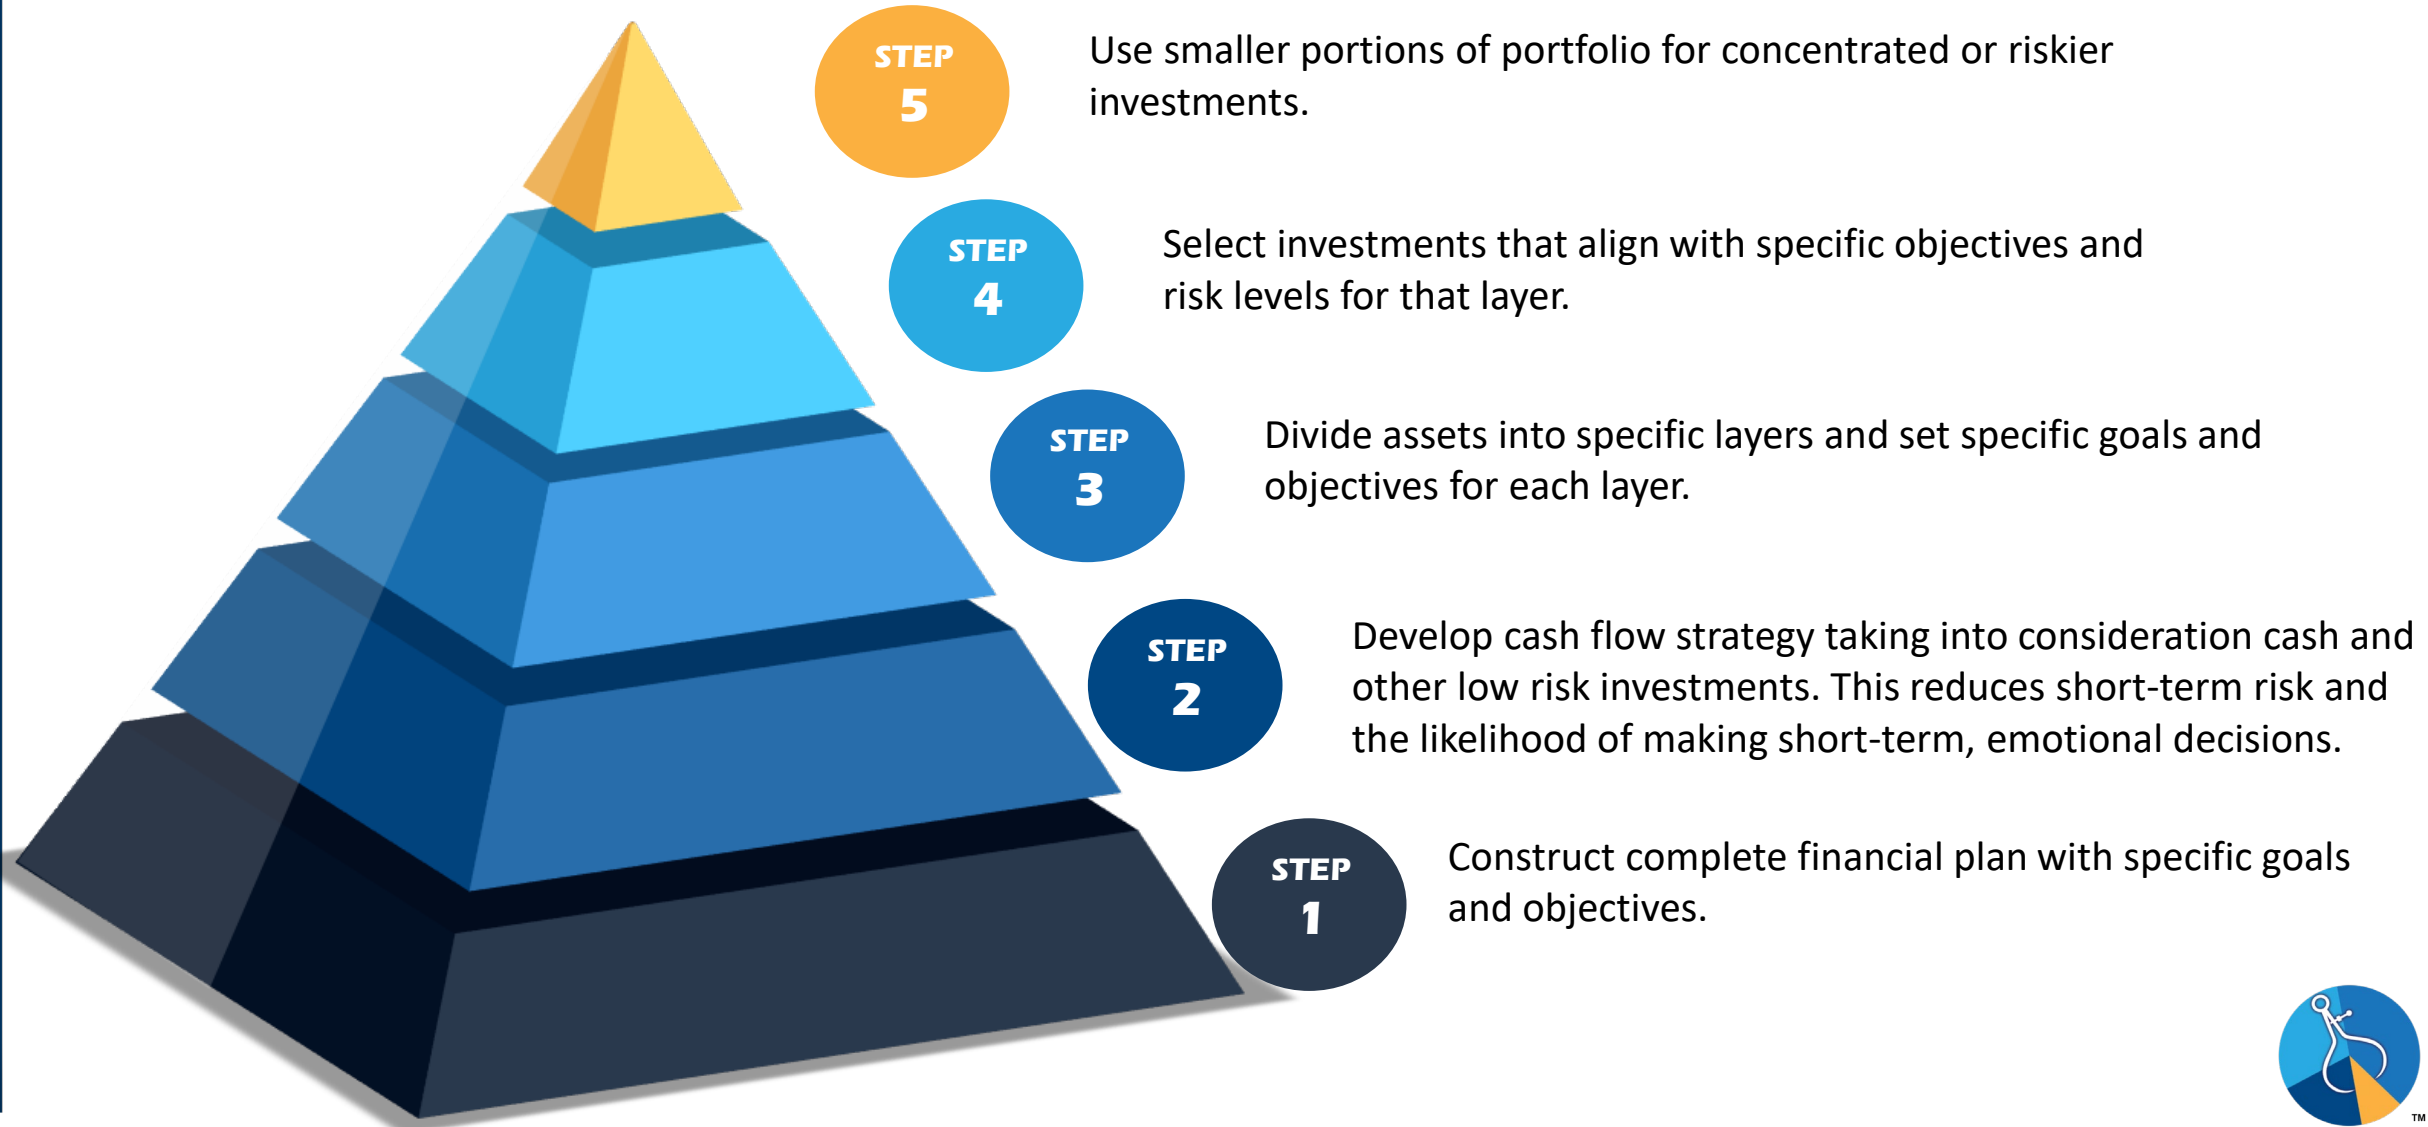 STEP
5
Use smaller portions of portfolio for concentrated or riskier
investments.
STEP
4
Select investments that align with specific objectives and
risk levels for that layer.
STEP
3
Divide assets into specific layers and set specific goals and
objectives for each layer.
STEP
2
Develop cash flow strategy taking into consideration cash and
other low risk investments. This reduces short-term risk and
the likelihood of making short-term, emotional decisions.
STEP
1
Construct complete financial plan with specific goals
and objectives.
TM